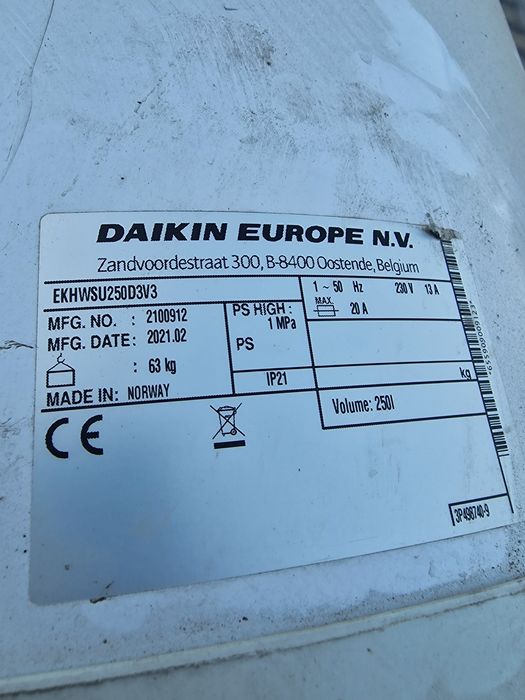 DAIKIN EUROPE N.V.
Zandvoordestraat 300, B-8400 Oostende, Belgium
EKHWSU250D3V3
MFG. NO. : 2100912
MFG. DATE: 2021.02
: 63 kg
MADE IN: NORWAY
PS HIGH :
1 MPa
PS
IP21
1 ~ 50 Hz 230 V 13 A
MAX. 20 A
kg
Volume: 250l
CE
3P496740-9